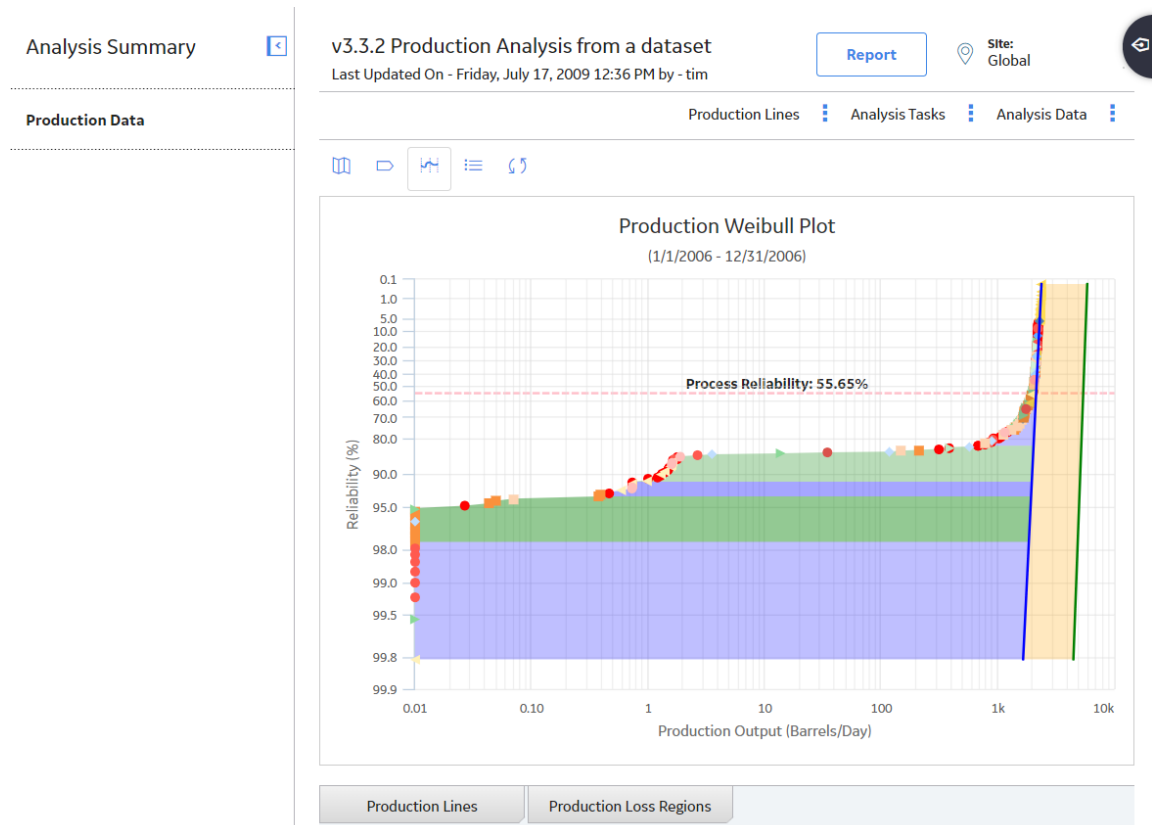 Analysis Summary
Production Data
v3.3.2 Production Analysis from a dataset
Last Updated On - Friday, July 17, 2009 12:36 PM by - tim
Report
Site:
Global
Production Lines
Analysis Tasks
Analysis Data
Production Weibull Plot
(1/1/2006 - 12/31/2006)
Reliability (%)
0.1
1.0
5.0
10.0
20.0
30.0
40.0
50.0
60.0
70.0
80.0
90.0
95.0
98.0
99.0
99.5
99.8
99.9
Process Reliability: 55.65%
0.01 0.10 1 10 100 1k 10k
Production Output (Barrels/Day)
Production Lines
Production Loss Regions